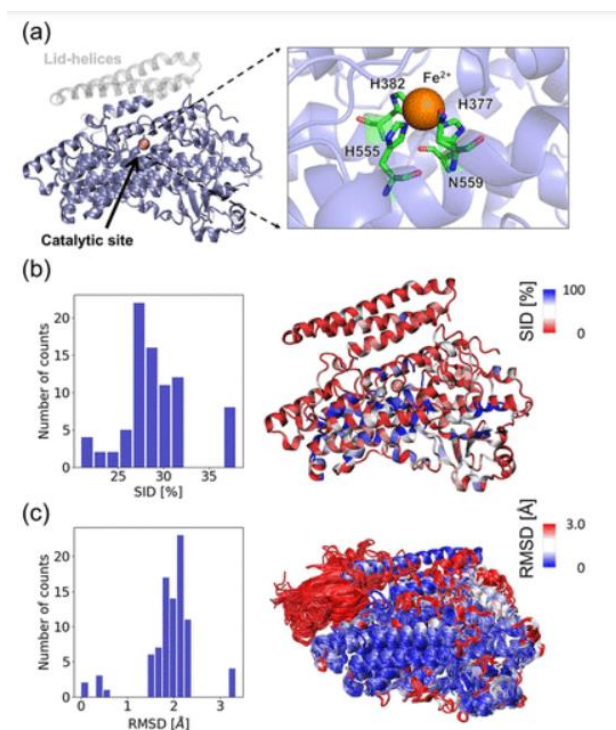 (a)
Lid-helices
Catalytic site
H382
Fe²⁺
H377
H555
N559
(b)
Number of counts
20
15
10
5
0
25
30
35
SID [%]
SID [%]
100
0
(c)
Number of counts
20
15
10
5
0
0
1
2
3
RMSD [Å]
RMSD [Å]
3.0
0